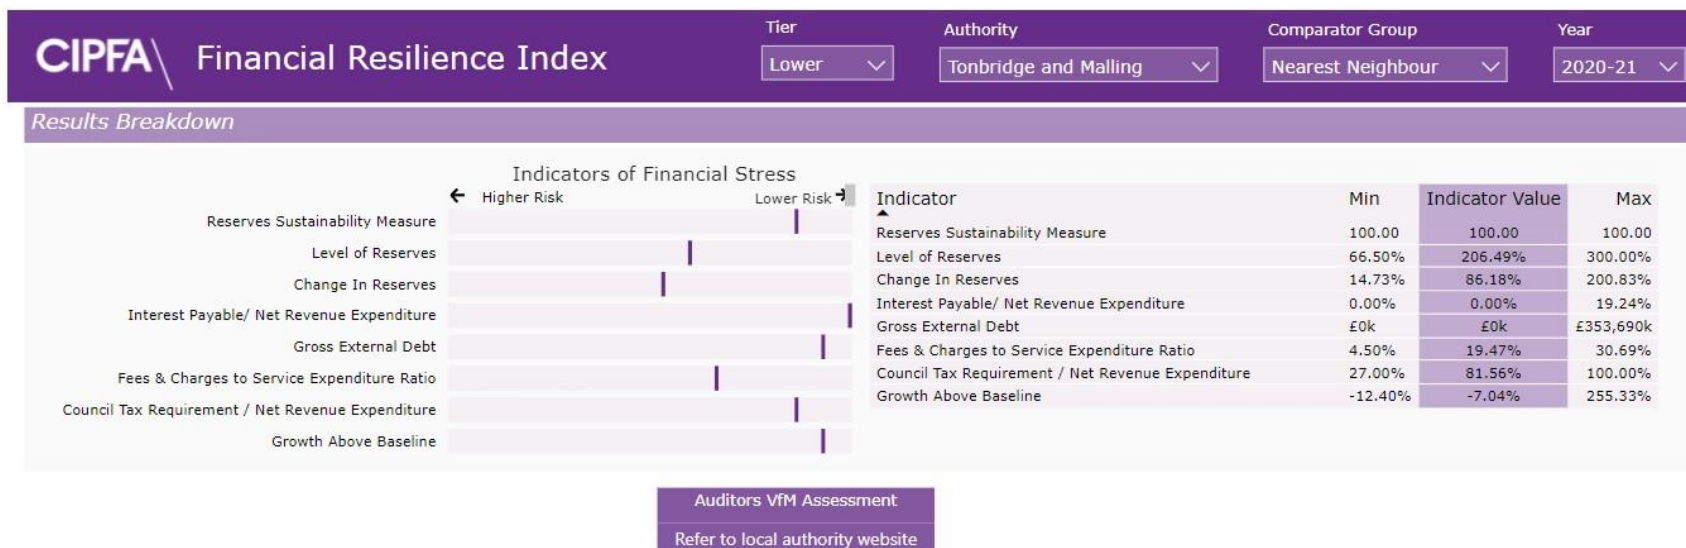 CIPFA\ Financial Resilience Index
Tier
Lower
Authority
Tonbridge and Malling
Comparator Group
Nearest Neighbour
Year
2020-21
Results Breakdown
Indicators of Financial Stress
← Higher Risk Lower Risk →
Reserves Sustainability Measure
Level of Reserves
Change In Reserves
Interest Payable/ Net Revenue Expenditure
Gross External Debt
Fees & Charges to Service Expenditure Ratio
Council Tax Requirement / Net Revenue Expenditure
Growth Above Baseline
Indicator Min Indicator Value Max
Reserves Sustainability Measure 100.00 100.00 100.00
Level of Reserves 66.50% 206.49% 300.00%
Change In Reserves 14.73% 86.18% 200.83%
Interest Payable/ Net Revenue Expenditure 0.00% 0.00% 19.24%
Gross External Debt £0k £0k £353,690k
Fees & Charges to Service Expenditure Ratio 4.50% 19.47% 30.69%
Council Tax Requirement / Net Revenue Expenditure 27.00% 81.56% 100.00%
Growth Above Baseline -12.40% -7.04% 255.33%
Auditors VfM Assessment
Refer to local authority website